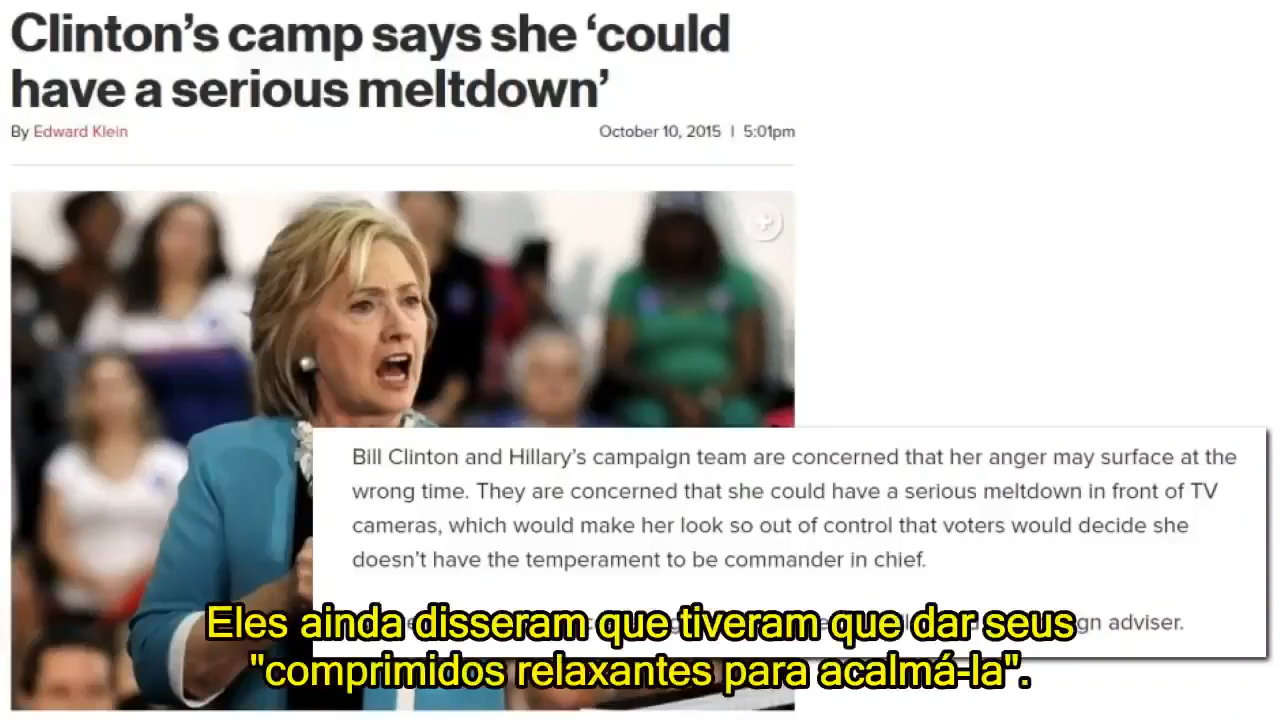 Clinton's camp says she ‘could
have a serious meltdown’
By Edward Klein
October 10, 2015 | 5:01pm
Bill Clinton and Hillary's campaign team are concerned that her anger may surface at the
wrong time. They are concerned that she could have a serious meltdown in front of TV
cameras, which would make her look so out of control that voters would decide she
doesn't have the temperament to be commander in chief.
adviser.
Eles ainda disseram que tiveram que dar seus
"comprimidos relaxantes para acalmá-la".